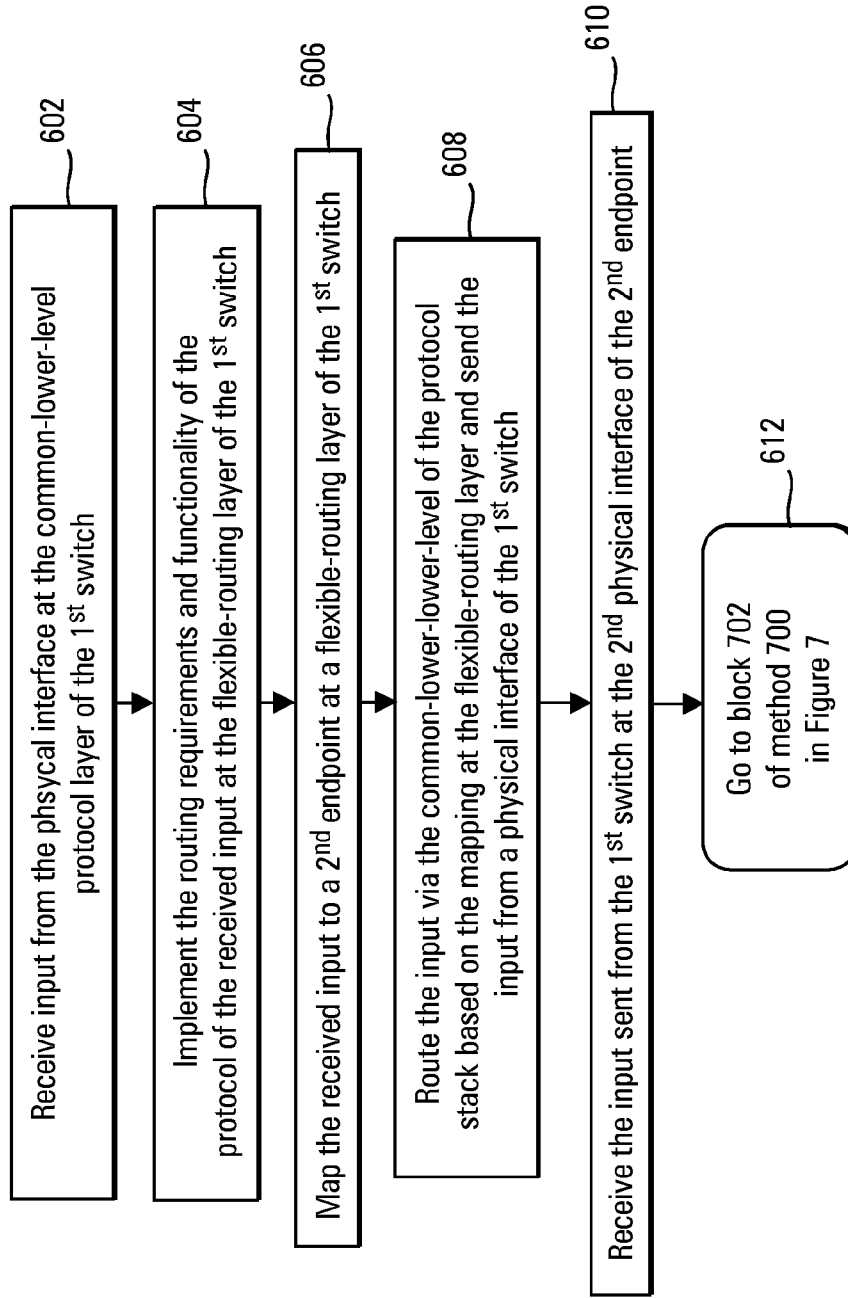 602
Receive input from the phsycal interface at the common-lower-level
protocol layer of the 1st switch
604
Implement the routing requirements and functionality of the
protocol of the received input at the flexible-routing layer of the 1st switch
606
Map the received input to a 2nd endpoint at a flexible-routing layer of the 1st switch
608
Route the input via the common-lower-lower-level of the protocol
stack based on the mapping at the flexible-routing layer and send the
input from a physical interface of the 1st switch
610
Receive the input sent from the 1st switch at the 2nd physical interface of the 2nd endpoint
612
Go to block 702
of method 700
in Figure 7